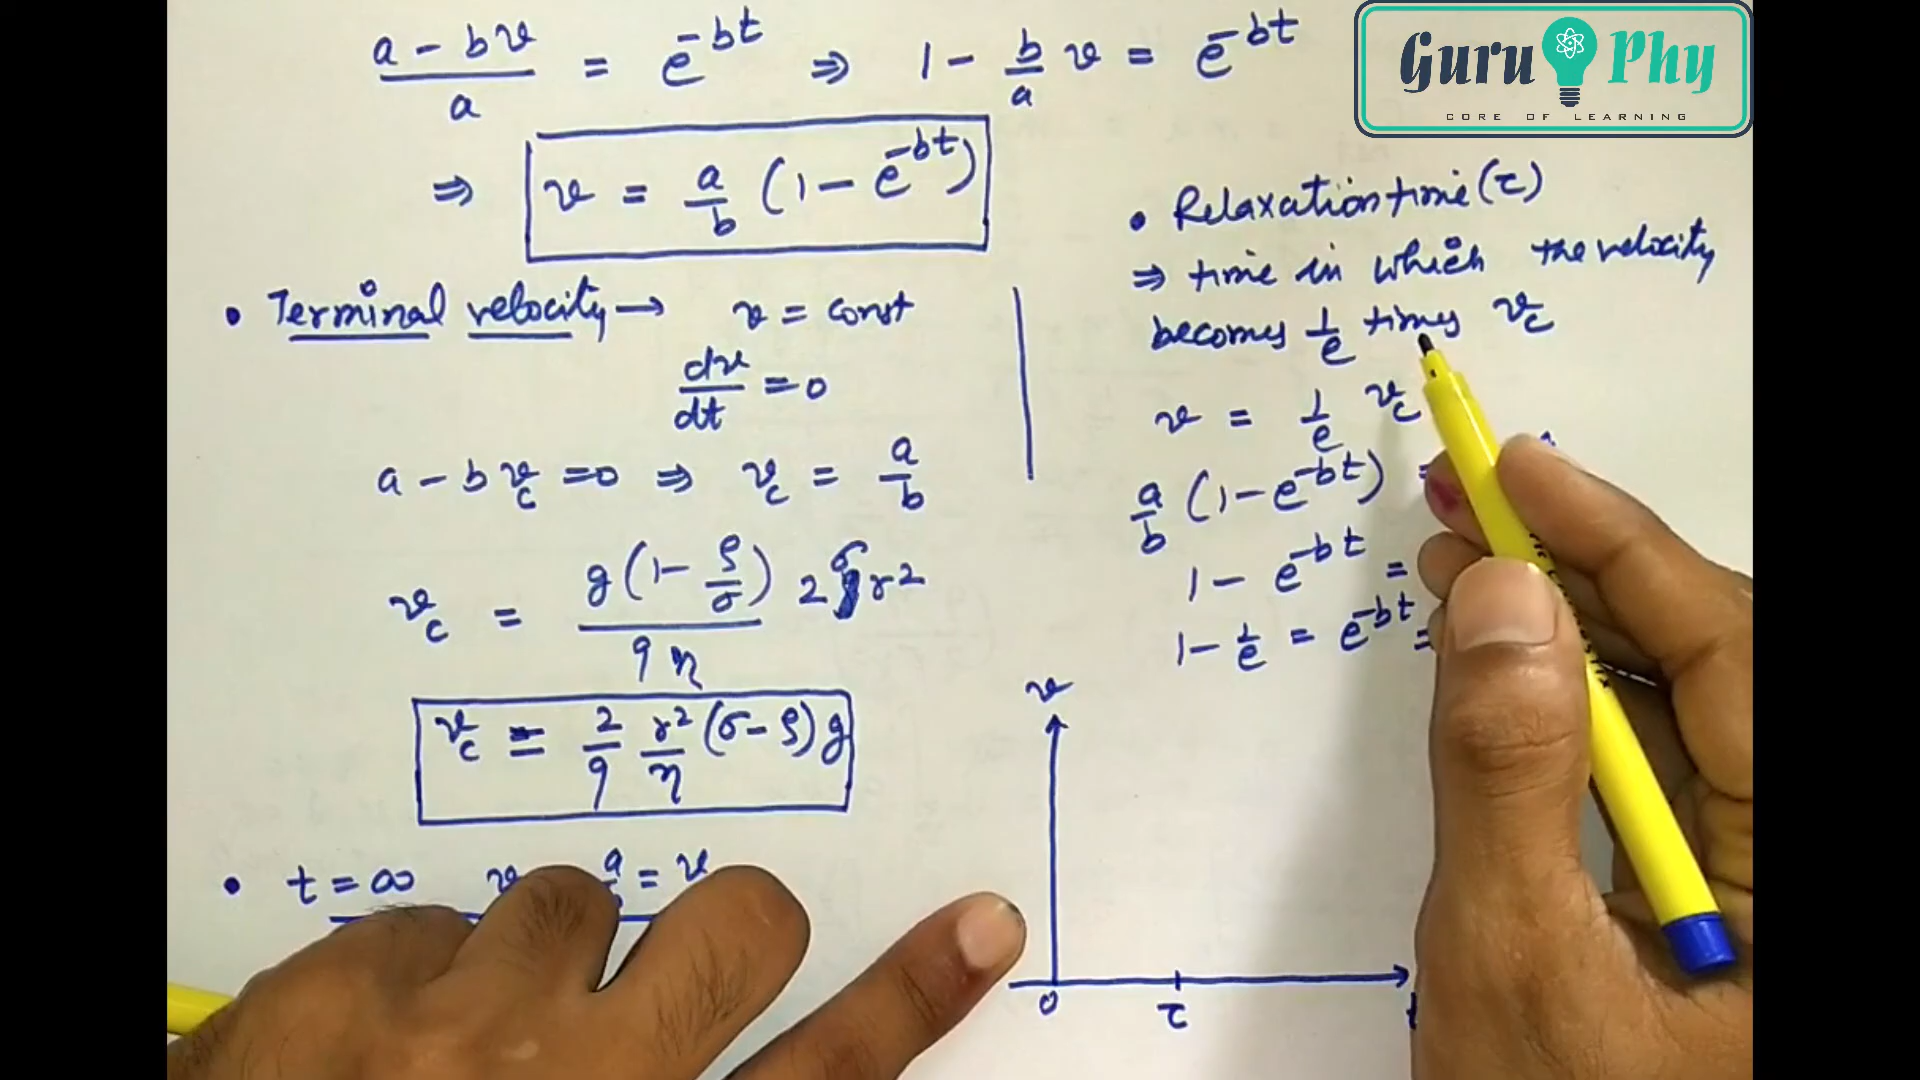 a - bv / a = e^-bt ⇒ 1 - b/a v = e^-bt
⇒ v = a/b (1 - e^-bt)
• Terminal velocity → v = const
dv/dt = 0
a - b v_c = 0 ⇒ v_c = a/b
v_c = g(1 - ρ/σ) 2σr² / 9η
v_c = 2/9 r²/η (σ - ρ) g
• t = ∞ v a = v
Guru Phy
CORE OF LEARNING
• Relaxation time (τ)
⇒ time in which the velocity
becomes 1/e times v_c
v = 1/e v_c
a/b (1 - e^-bt) =
1 - e^-bt =
1 - 1/e = e^-bt =
v
0 τ